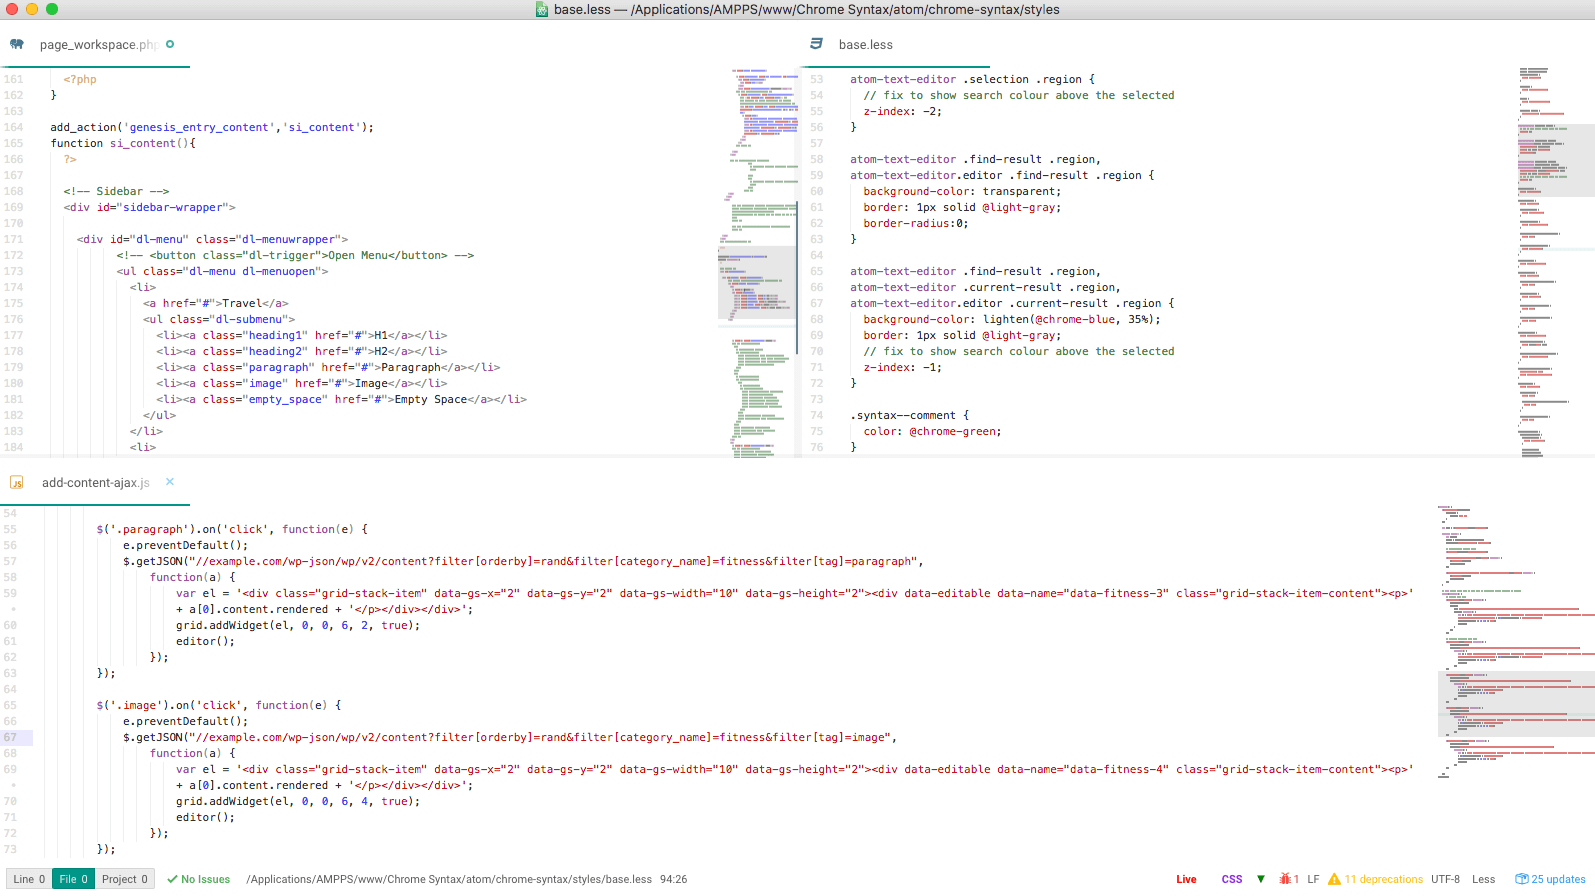 base.less — /Applications/AMPPS/www/Chrome Syntax/atom/chrome-syntax/styles
page_workspace.php
161 <?php
162 }
163
164 add_action('genesis_entry_content','si_content');
165 function si_content(){
166 ?>
167
168 <!-- Sidebar -->
169 <div id="sidebar-wrapper">
170
171 <div id="dl-menu" class="dl-menuwrapper">
172 <!-- <button class="dl-trigger">Open Menu</button> -->
173 <ul class="dl-menu dl-menuopen">
174 <li>
175 <a href="#">Travel</a>
176 <ul class="dl-submenu">
177 <li><a class="heading1" href="#">H1</a></li>
178 <li><a class="heading2" href="#">H2</a></li>
179 <li><a class="paragraph" href="#">Paragraph</a></li>
180 <li><a class="image" href="#">Image</a></li>
181 <li><a class="empty_space" href="#">Empty Space</a></li>
182 </ul>
183 </li>
184 <li>
base.less
53 atom-text-editor .selection .region {
54 // fix to show search colour above the selected
55 z-index: -2;
56 }
57
58 atom-text-editor .find-result .region,
59 atom-text-editor.editor .find-result .region {
60 background-color: transparent;
61 border: 1px solid @light-gray;
62 border-radius:0;
63 }
64
65 atom-text-editor .find-result .region,
66 atom-text-editor .current-result .region,
67 atom-text-editor.editor .current-result .region {
68 background-color: lighten(@chrome-blue, 35%);
69 border: 1px solid @light-gray;
70 // fix to show search colour above the selected
71 z-index: -1;
72 }
73
74 .syntax--comment {
75 color: @chrome-green;
76 }
JS add-content-ajax.js ×
54
55 $('.paragraph').on('click', function(e) {
56 e.preventDefault();
57 $.getJSON("//example.com/wp-json/wp/v2/content?filter[orderby]=rand&filter[category_name]=fitness&filter[tag]=paragraph",
58 function(a) {
59 var el = '<div class="grid-stack-item" data-gs-x="2" data-gs-y="2" data-gs-width="10" data-gs-height="2"><div data-editable data-name="data-fitness-3" class="grid-stack-item-content"><p>'
• + a[0].content.rendered + '</p></div></div>';
60 grid.addWidget(el, 0, 0, 6, 2, true);
61 editor();
62 });
63 });
64
65 $('.image').on('click', function(e) {
66 e.preventDefault();
67 $.getJSON("//example.com/wp-json/wp/v2/content?filter[orderby]=rand&filter[category_name]=fitness&filter[tag]=image",
68 function(a) {
69 var el = '<div class="grid-stack-item" data-gs-x="2" data-gs-y="2" data-gs-width="10" data-gs-height="2"><div data-editable data-name="data-fitness-4" class="grid-stack-item-content"><p>'
• + a[0].content.rendered + '</p></div></div>';
70 grid.addWidget(el, 0, 0, 6, 4, true);
71 editor();
72 });
73 });
Line 0 File 0 Project 0 No Issues /Applications/AMPPS/www/Chrome Syntax/atom/chrome-syntax/styles/base.less 94:26 Live CSS ▼ 1 LF 11 deprecations UTF-8 Less 25 updates